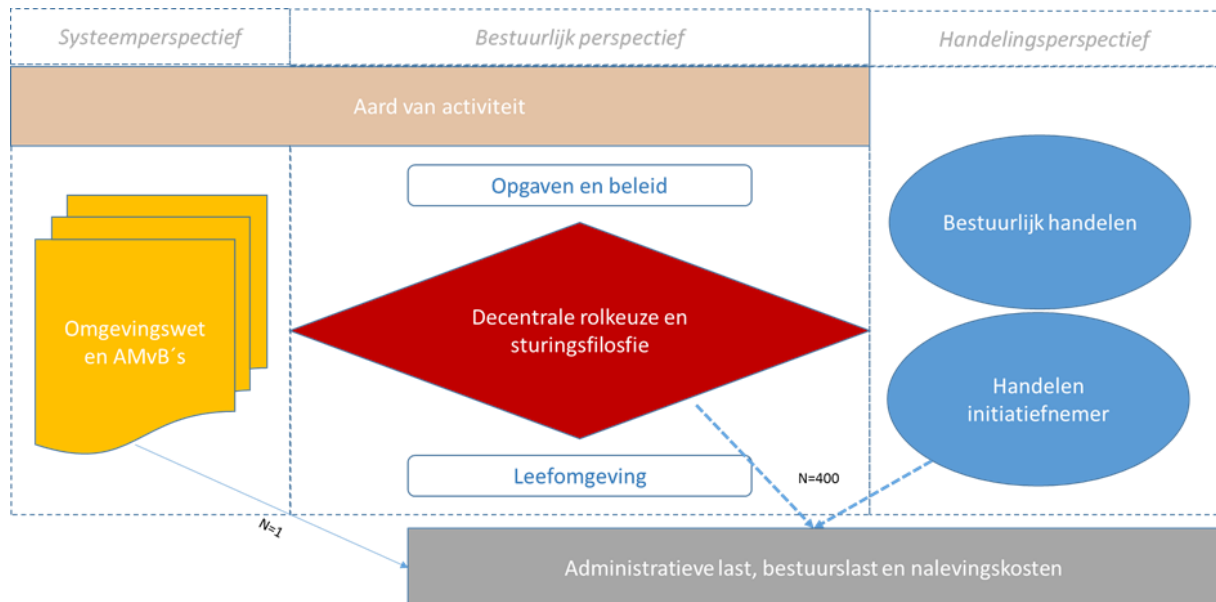 Systeemperspectief
Bestuurlijk perspectief
Handelingsperspectief
Aard van activiteit
Opgaven en beleid
Bestuurlijk handelen
Omgevingswet
en AMvB´s
Decentrale rolkeuze en
sturingsfilosfie
Handelen
initiatiefnemer
Leefomgeving
N=400
N=1
Administratieve last, bestuurslast en nalevingskosten